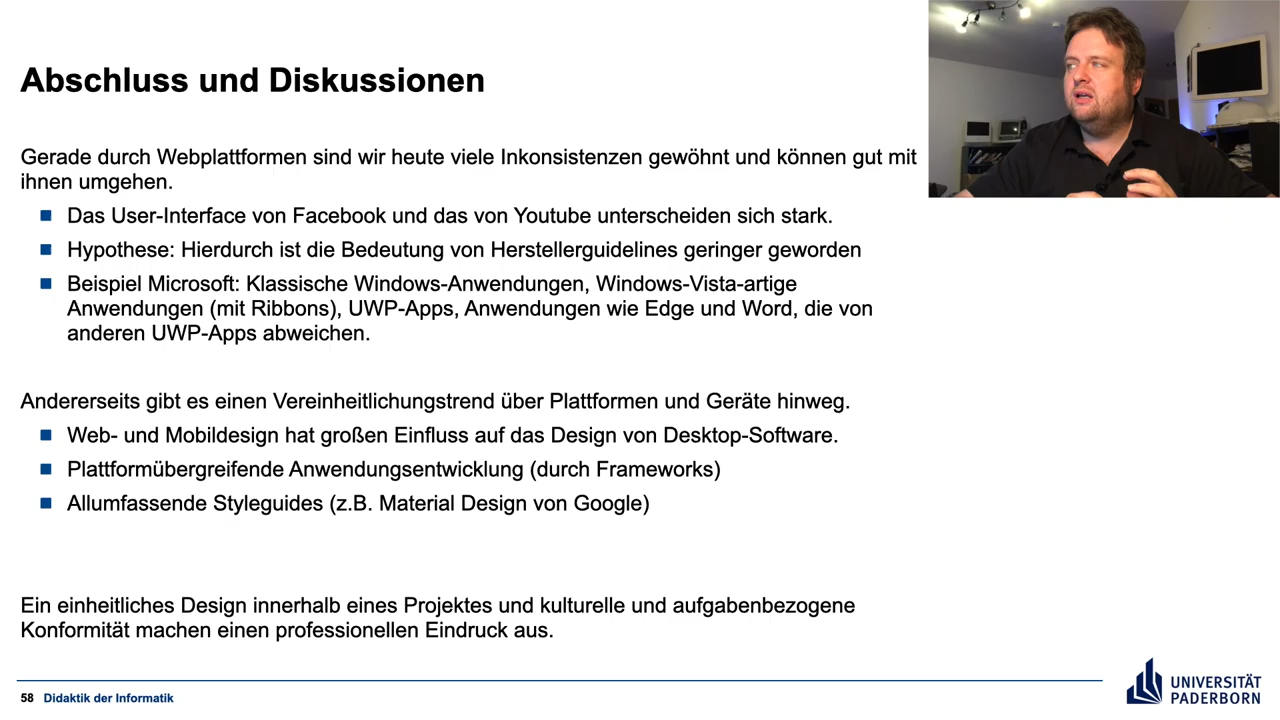 Abschluss und Diskussionen
Gerade durch Webplattformen sind wir heute viele Inkonsistenzen gewöhnt und können gut mit
ihnen umgehen.
Das User-Interface von Facebook und das von Youtube unterscheiden sich stark.
Hypothese: Hierdurch ist die Bedeutung von Herstellerguidelines geringer geworden
Beispiel Microsoft: Klassische Windows-Anwendungen, Windows-Vista-artige
Anwendungen (mit Ribbons), UWP-Apps, Anwendungen wie Edge und Word, die von
anderen UWP-Apps abweichen.
Andererseits gibt es einen Vereinheitlichungstrend über Plattformen und Geräte hinweg.
Web- und Mobildesign hat großen Einfluss auf das Design von Desktop-Software.
Plattformübergreifende Anwendungsentwicklung (durch Frameworks)
Allumfassende Styleguides (z.B. Material Design von Google)
Ein einheitliches Design innerhalb eines Projektes und kulturelle und aufgabenbezogene
Konformität machen einen professionellen Eindruck aus.
58 Didaktik der Informatik
UNIVERSITÄT
PADERBORN